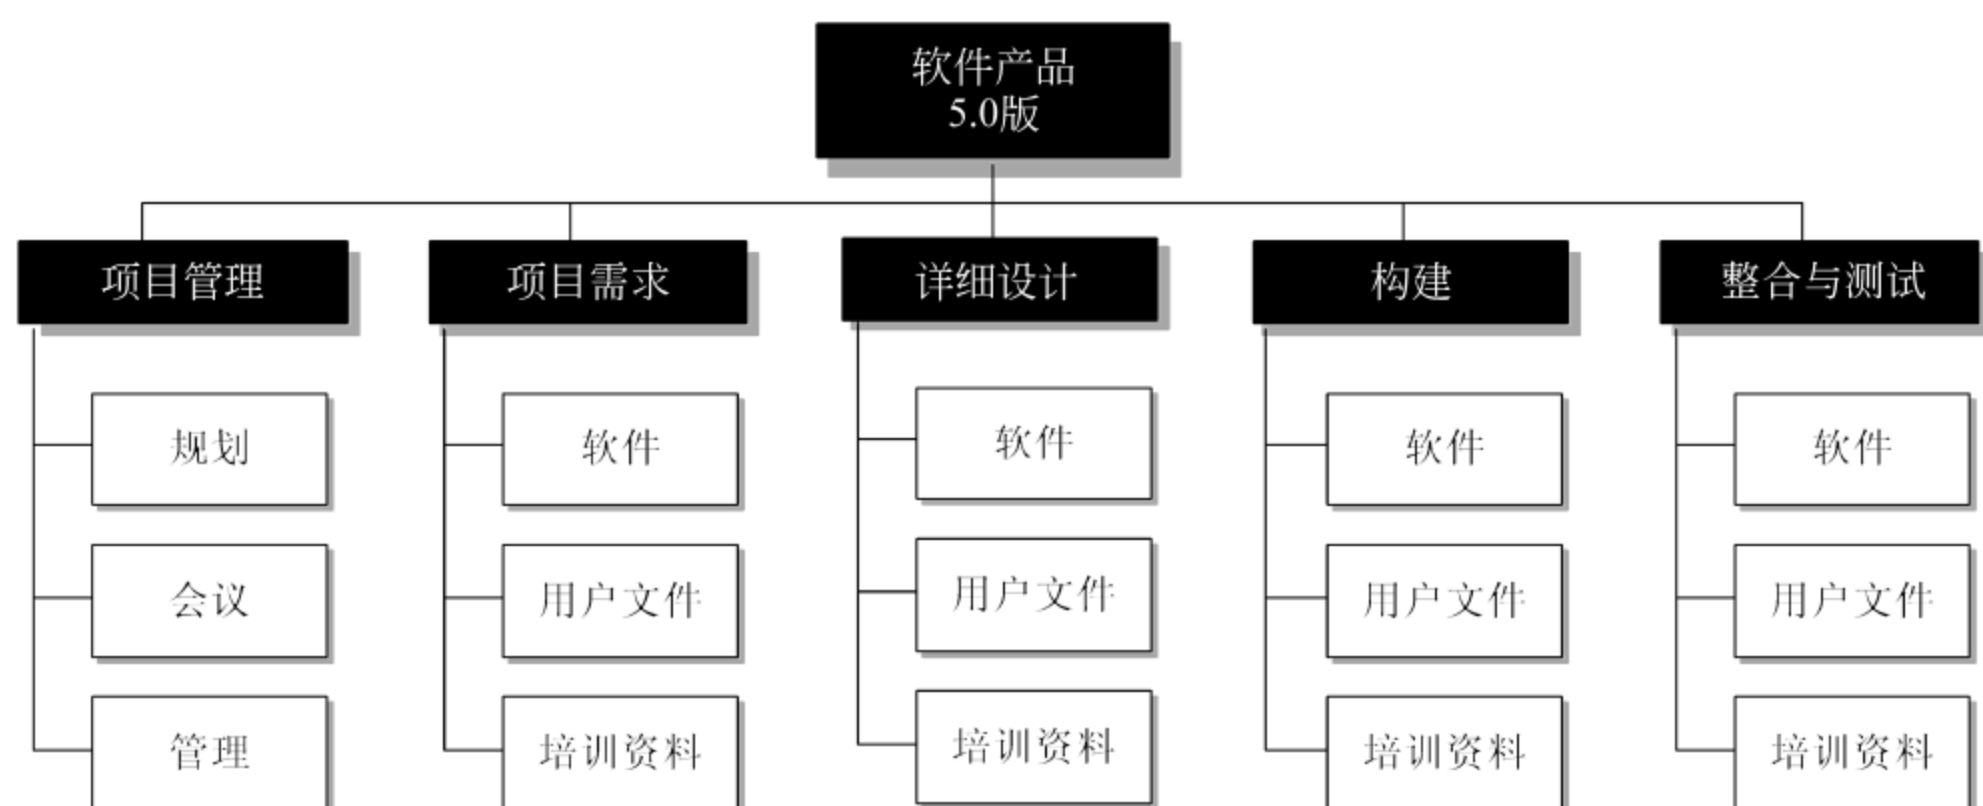 软件产品
5.0版
项目管理
项目需求
详细设计
构建
整合与测试
规划
软件
软件
软件
软件
会议
用户文件
用户文件
用户文件
用户文件
管理
培训资料
培训资料
培训资料
培训资料